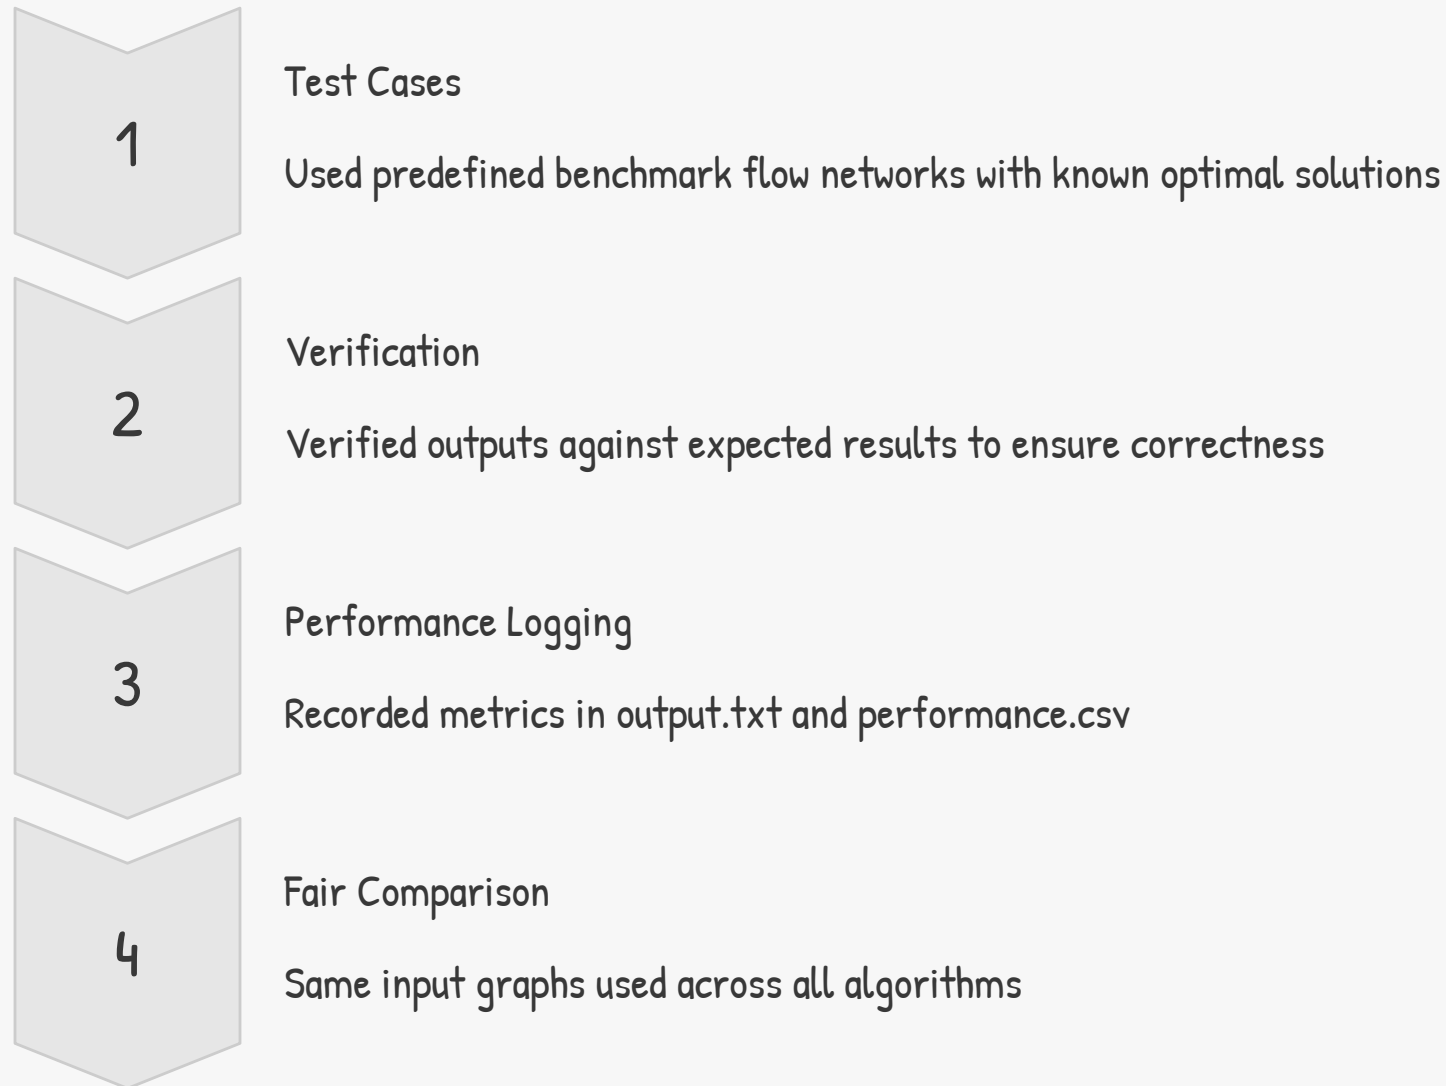 1
Test Cases
Used predefined benchmark flow networks with known optimal solutions
2
Verification
Verified outputs against expected results to ensure correctness
3
Performance Logging
Recorded metrics in output.txt and performance.csv
4
Fair Comparison
Same input graphs used across all algorithms